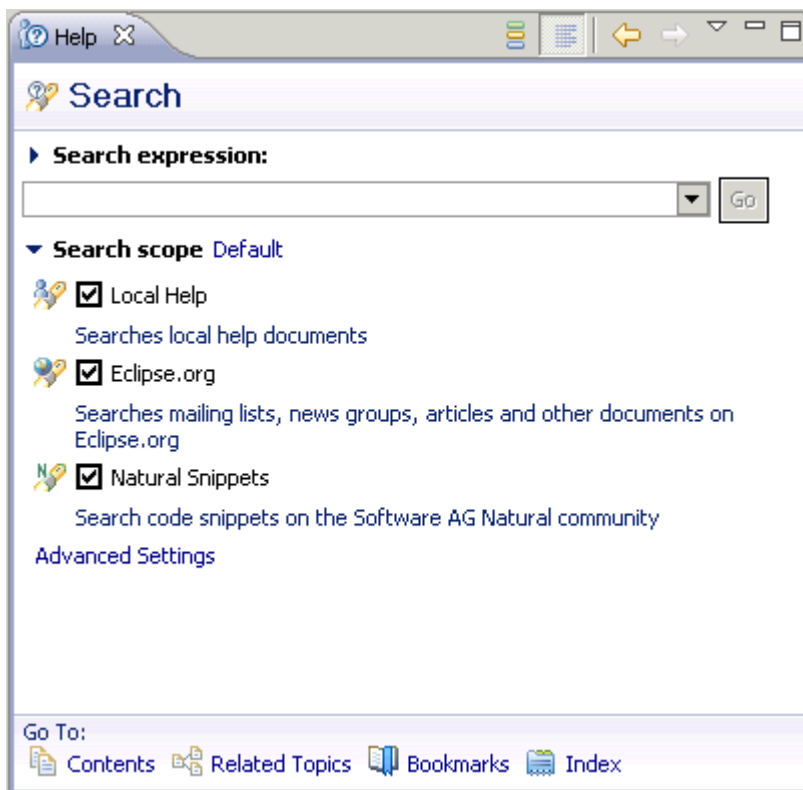 Help
Search
Search expression:
Go
Search scope Default
Local Help
Searches local help documents
Eclipse.org
Searches mailing lists, news groups, articles and other documents on
Eclipse.org
N
Natural Snippets
Search code snippets on the Software AG Natural community
Advanced Settings
Go To:
Contents Related Topics Bookmarks Index